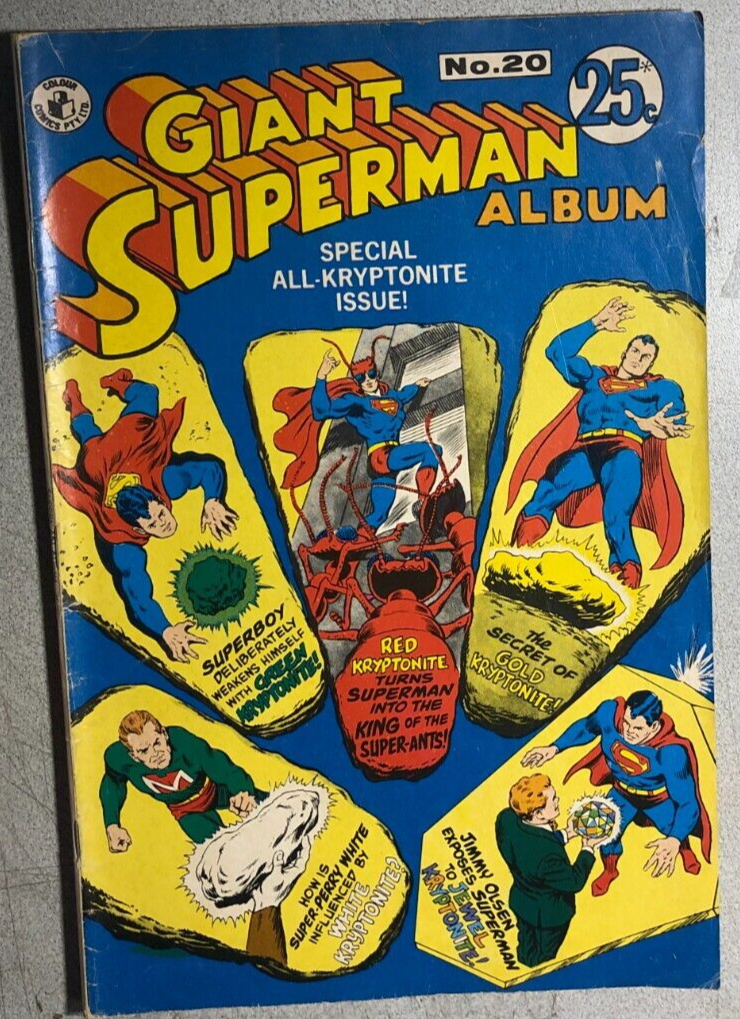 COLOUR
COMICS PTY. LTD.
No. 20
25c*
GIANT
SUPERMAN
ALBUM
SPECIAL
ALL-KRYPTONITE
ISSUE!
SUPERBOY
DELIBERATELY
WEAKENS HIMSELF
WITH GREEN
KRYPTONITE!
RED
KRYPTONITE
TURNS
SUPERMAN
INTO THE
KING OF THE
SUPER-ANTS!
The
SECRET OF
GOLD
KRYPTONITE!
M
HOW IS
SUPER-PERRY WHITE
INFLUENCED BY
WHITE
KRYPTONITE?
JIMMY OLSEN
EXPOSES SUPERMAN
TO JEWEL
KRYPTONITE!